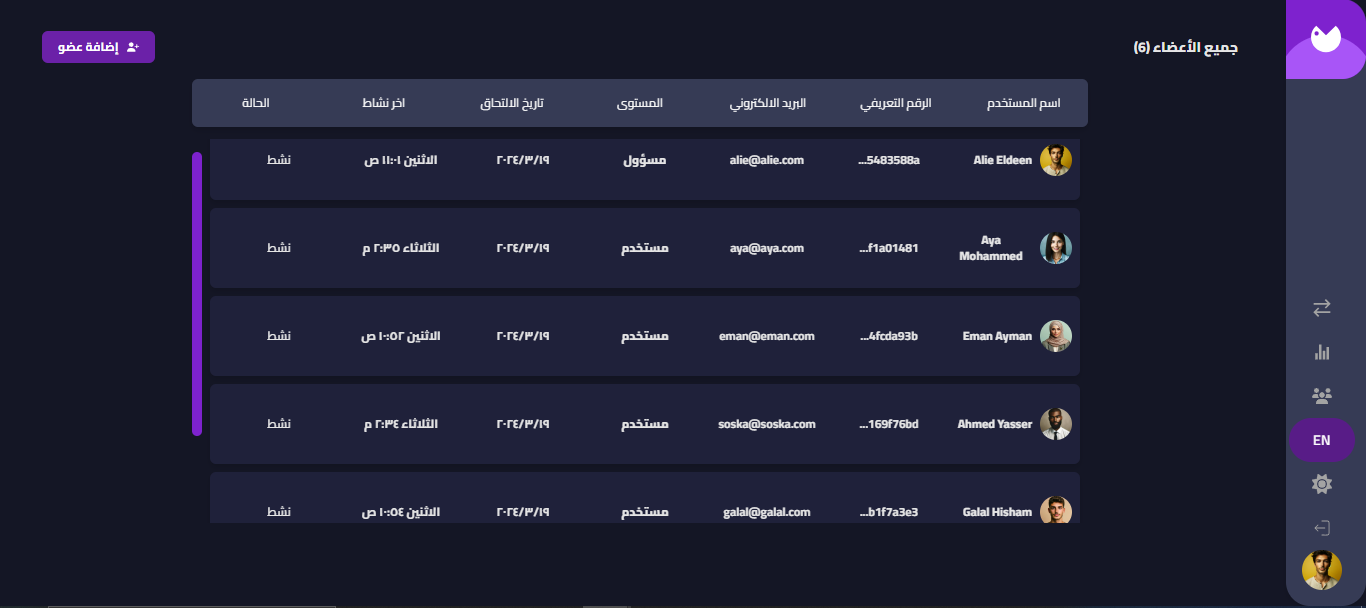 جميع الأعضاء (6)
إضافة عضو
اسم المستخدم الرقم التعريفي البريد الالكتروني المستوى تاريخ الالتحاق اخر نشاط الحالة
Alie Eldeen ...5483588a alie@alie.com مسؤول ٢٠٢٤/٣/١٩ الاثنين ١١:٠١ ص نشط
Aya
Mohammed ...f1a01481 aya@aya.com مستخدم ٢٠٢٤/٣/١٩ الثلاثاء ٢:٣٥ م نشط
Eman Ayman ...4fcda93b eman@eman.com مستخدم ٢٠٢٤/٣/١٩ الاثنين ١٠:٥٢ ص نشط
Ahmed Yasser ...169f76bd soska@soska.com مستخدم ٢٠٢٤/٣/١٩ الثلاثاء ٢:٣٤ م نشط
Galal Hisham ...b1f7a3e3 galal@galal.com مستخدم ٢٠٢٤/٣/١٩ الاثنين ١٠:٥٤ ص نشط
EN